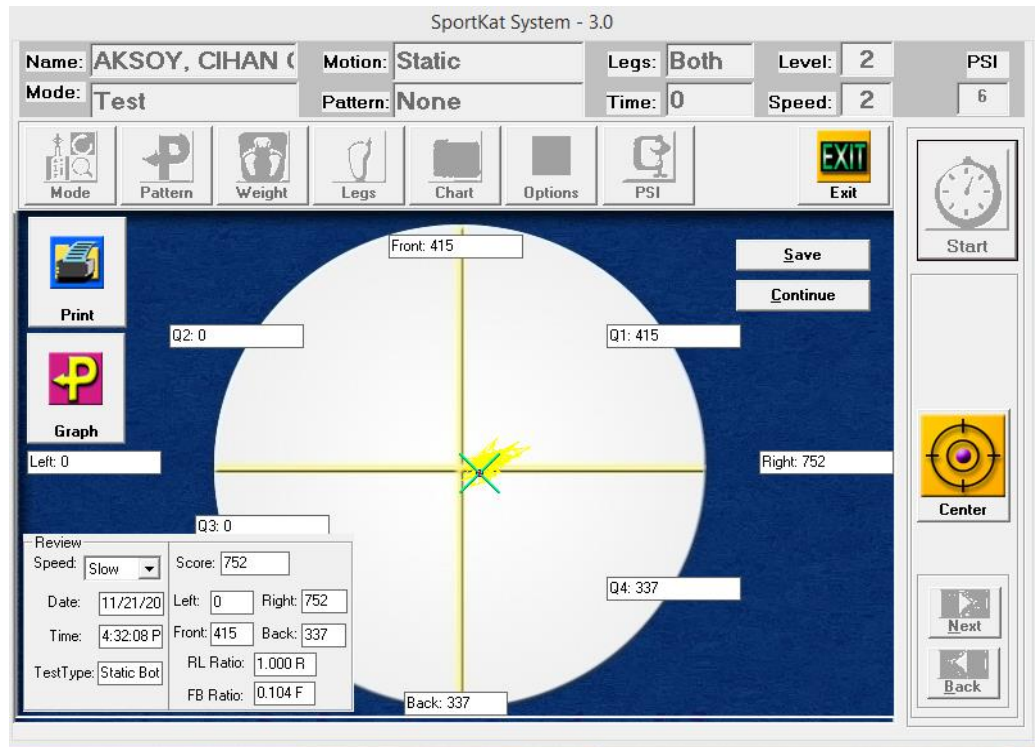 SportKat System - 3.0
Name: AKSOY, CIHAN (
Motion: Static
Legs: Both
Level: 2
PSI
Mode: Test
Pattern: None
Time: 0
Speed: 2
6
Mode
Pattern
Weight
Legs
Chart
Options
PSI
EXIT
Exit
Start
Print
Graph
Front: 415
Save
Continue
Q2: 0
Q1: 415
Left: 0
Right: 752
Center
Q3: 0
Q4: 337
Back: 337
Review
Speed: Slow
Score: 752
Date: 11/21/20
Left: 0 Right: 752
Time: 4:32:08 P
Front: 415 Back: 337
TestType: Static Bot
RL Ratio: 1.000 R
FB Ratio: 0.104 F
Next
Back